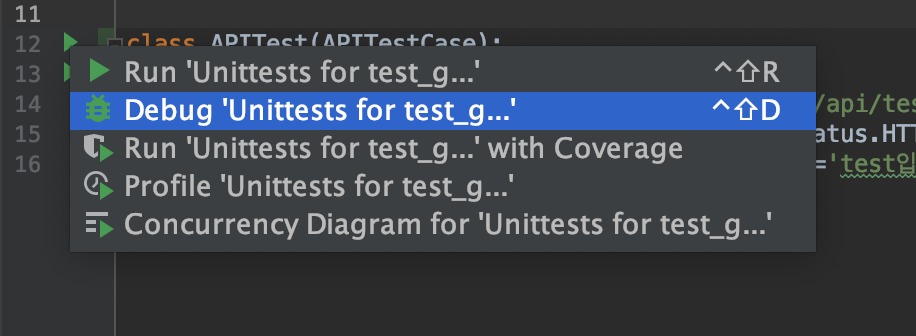 11
12 class APITest(APITestCase):
13
Run 'Unittests for test_g...' ^⇧R
Debug 'Unittests for test_g...' ^⇧D
14 /api/tes
Run 'Unittests for test_g...' with Coverage
15 atus.HTT
16 ='test입
Profile 'Unittests for test_g...'
Concurrency Diagram for 'Unittests for test_g...'